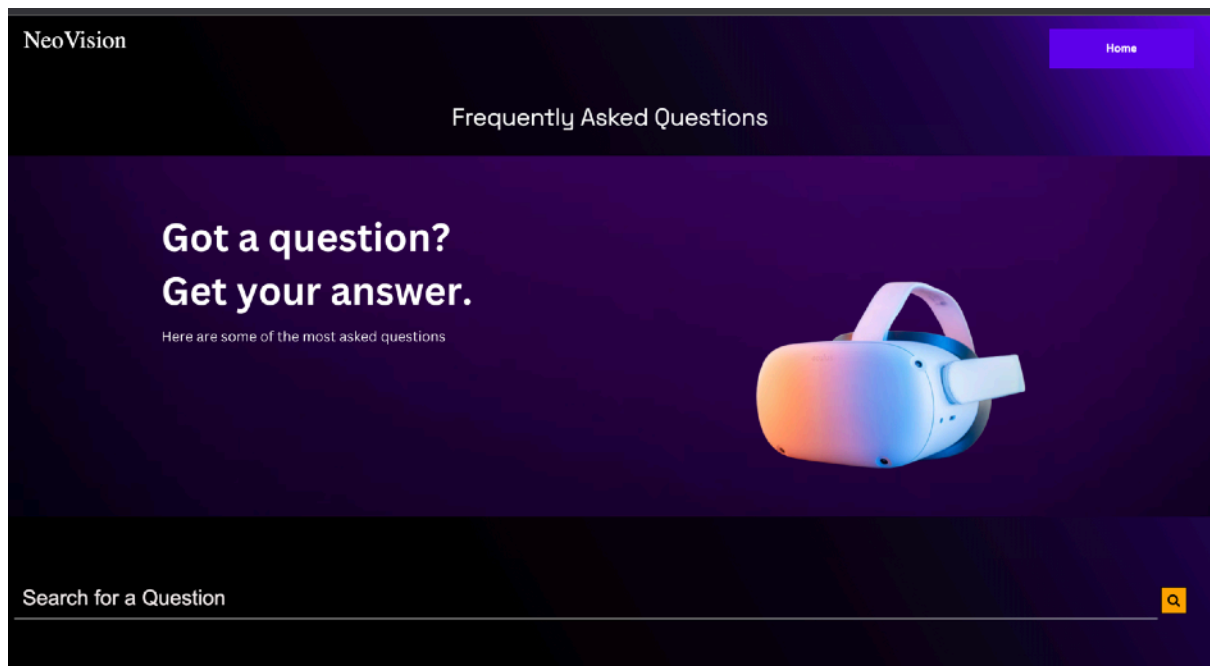 NeoVision
Home
Frequently Asked Questions
Got a question?
Get your answer.
Here are some of the most asked questions
Search for a Question